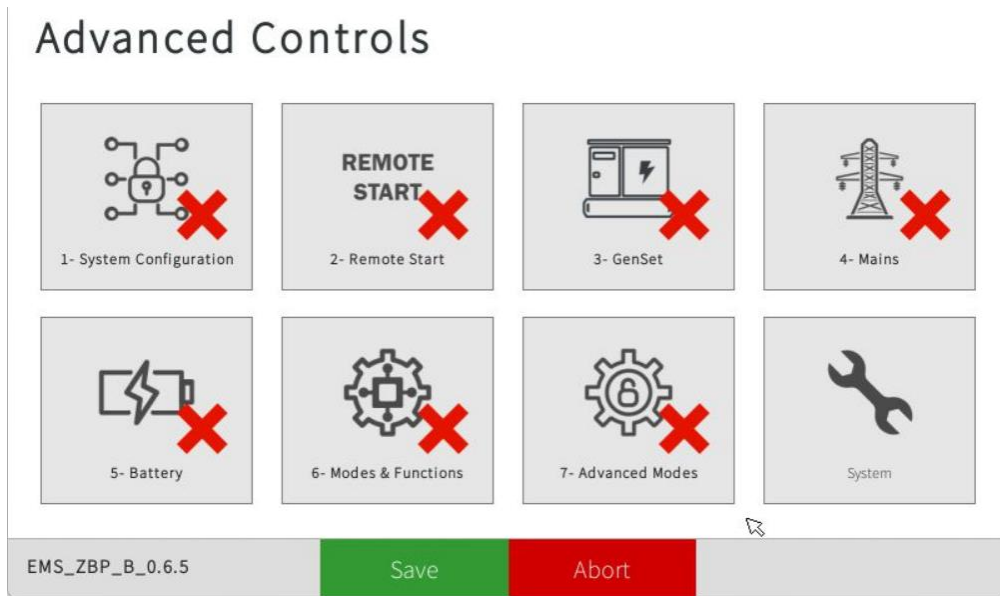 Advanced Controls
REMOTE
START
1- System Configuration
2- Remote Start
3- GenSet
4- Mains
5- Battery
6- Modes & Functions
7- Advanced Modes
System
EMS_ZBP_B_0.6.5
Save
Abort